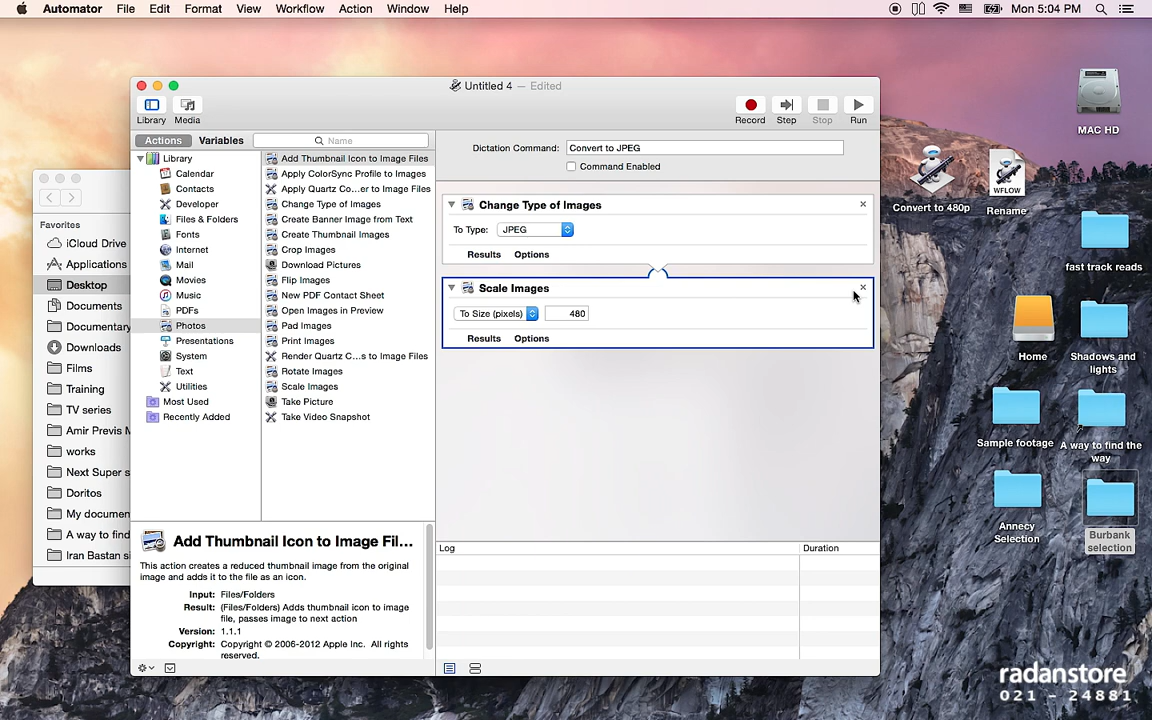 Automator File Edit Format View Workflow Action Window Help
Mon 5:04 PM
Untitled 4 — Edited
Library Media
Record Step Stop Run
Actions Variables
Name
Library
Calendar
Contacts
Developer
Files & Folders
Fonts
Internet
Mail
Movies
Music
PDFs
Photos
Presentations
System
Text
Utilities
Most Used
Recently Added
Add Thumbnail Icon to Image Files
Apply ColorSync Profile to Images
Apply Quartz Co...er to Image Files
Change Type of Images
Create Banner Image from Text
Create Thumbnail Images
Crop Images
Download Pictures
Flip Images
New PDF Contact Sheet
Open Images in Preview
Pad Images
Print Images
Render Quartz C...s to Image Files
Rotate Images
Scale Images
Take Picture
Take Video Snapshot
Dictation Command: Convert to JPEG
Command Enabled
Change Type of Images
To Type: JPEG
Results Options
Scale Images
To Size (pixels) 480
Results Options
Log Duration
Add Thumbnail Icon to Image Fil...
This action creates a reduced thumbnail image from the original
image and adds it to the file as an icon.
Input: Files/Folders
Result: (Files/Folders) Adds thumbnail icon to image
file, passes image to next action
Version: 1.1.1
Copyright: Copyright © 2006-2012 Apple Inc. All rights
reserved.
Favorites
iCloud Drive
Applications
Desktop
Documents
Documentary
Downloads
Films
Training
TV series
Amir Previs M
works
Next Super s
Doritos
My documen
A way to find
Iran Bastan si
MAC HD
Convert to 480p
WFLOW
Rename
fast track reads
Home
Shadows and
lights
Sample footage
A way to find the
way
Annecy
Selection
Burbank
selection
radanstore
021 - 24881